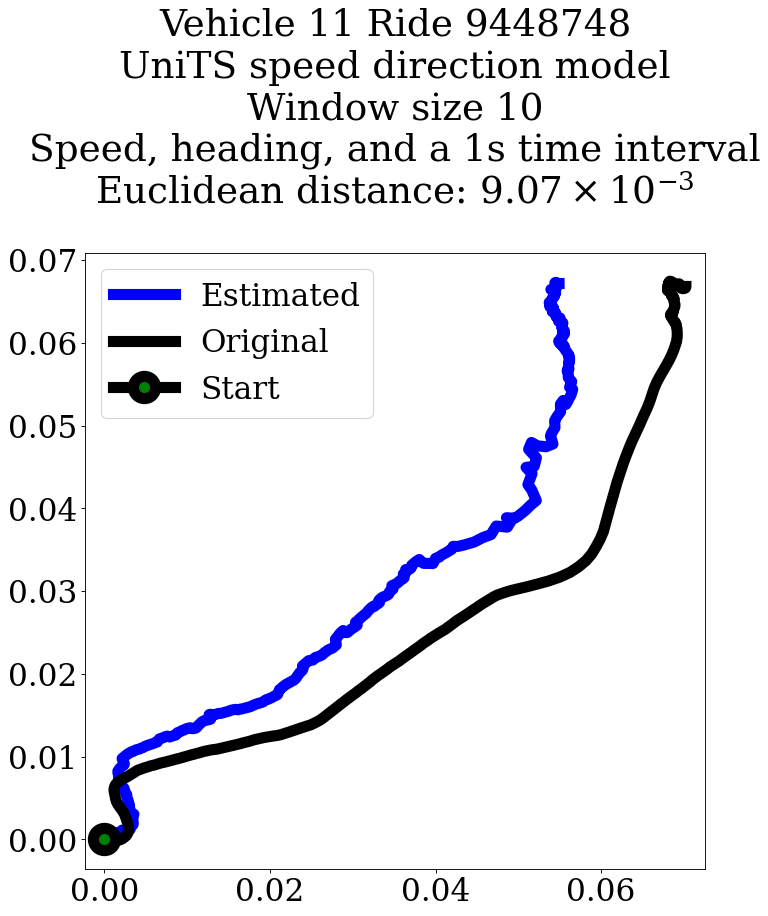 Vehicle 11 Ride 9448748
UniTS speed direction model
Window size 10
Speed, heading, and a 1s time interval
Euclidean distance: 9.07 × 10⁻³
0.07
0.06
0.05
0.04
0.03
0.02
0.01
0.00
Estimated
Original
Start
0.00 0.02 0.04 0.06